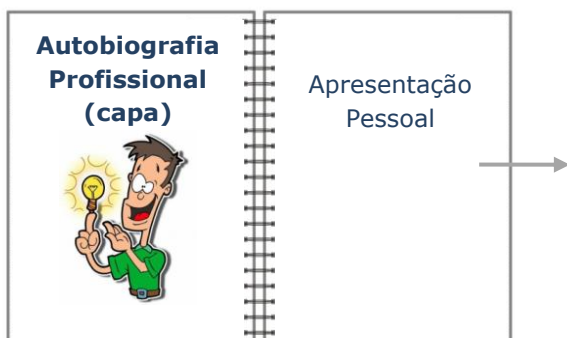 Autobiografia
Profissional
(capa)
Apresentação
Pessoal